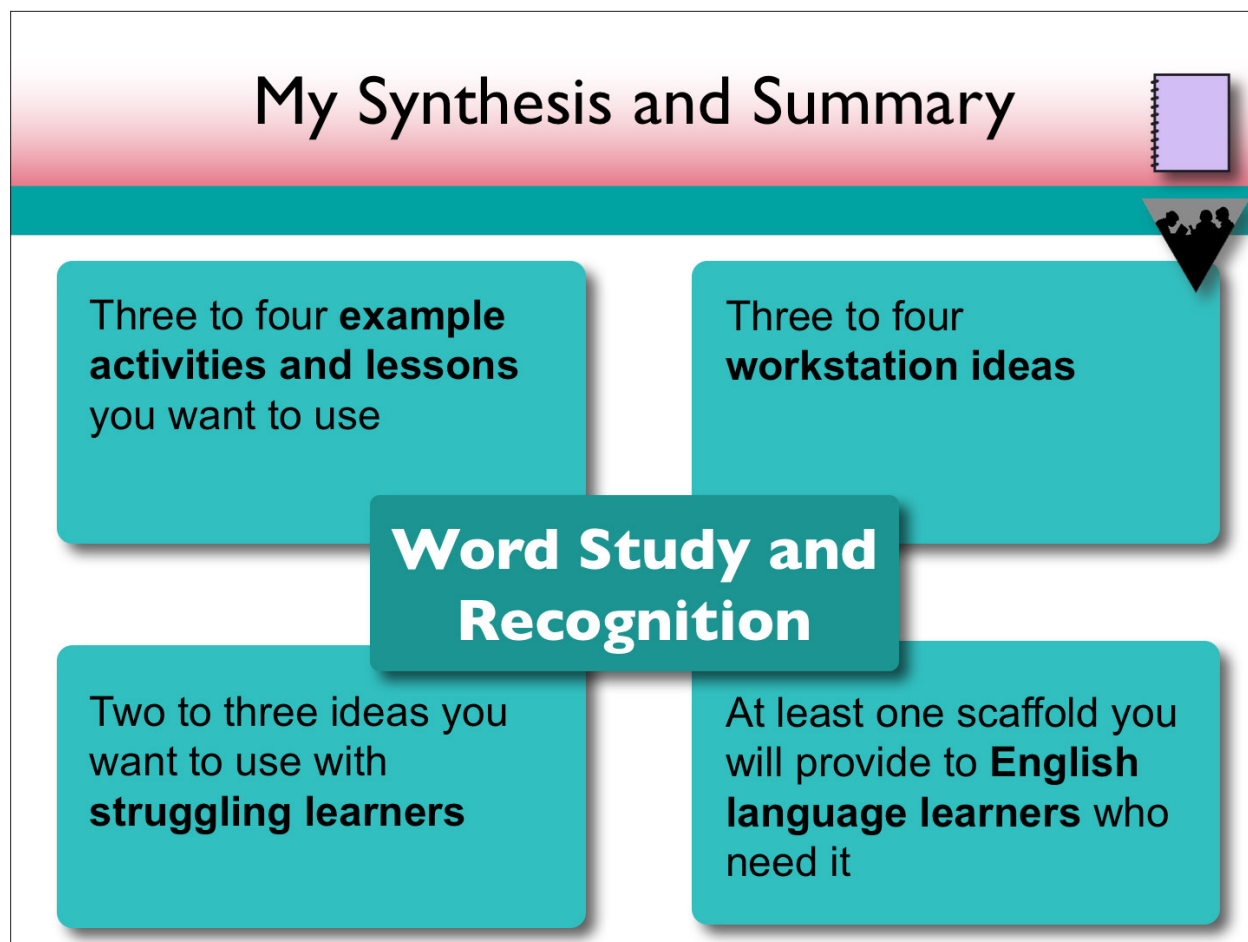 My Synthesis and Summary
Three to four example
activities and lessons
you want to use
Three to four
workstation ideas
Word Study and
Recognition
Two to three ideas you
want to use with
struggling learners
At least one scaffold you
will provide to English
language learners who
need it